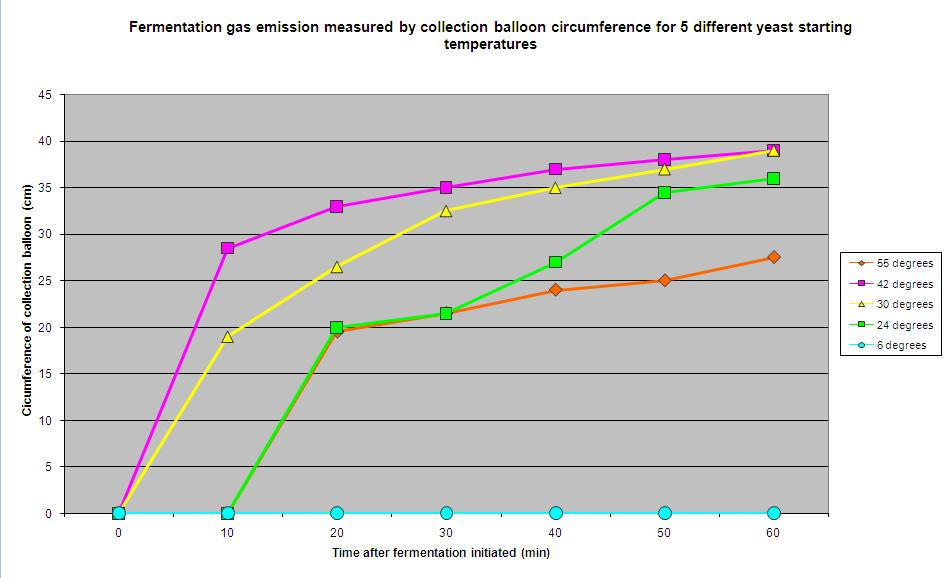 Fermentation gas emission measured by collection balloon circumference for 5 different yeast starting
temperatures
45
40
35
30
25
20
15
10
5
0
Cicumference of collection balloon (cm)
0 10 20 30 40 50 60
Time after fermentation initiated (min)
55 degrees
42 degrees
30 degrees
24 degrees
6 degrees